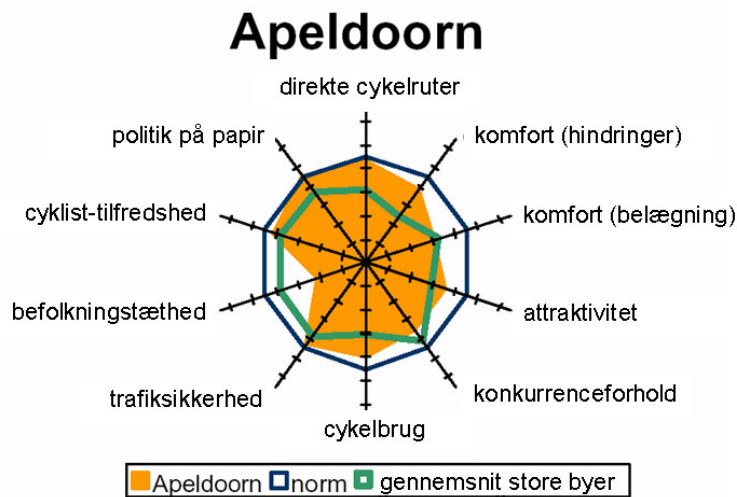 Apeldoorn
direkte cykelruter
politik på papir
komfort (hindringer)
cyklist-tilfredshed
komfort (belægning)
befolkningstæthed
attraktivitet
trafiksikkerhed
konkurrenceforhold
cykelbrug
Apeldoorn norm gennemsnit store byer